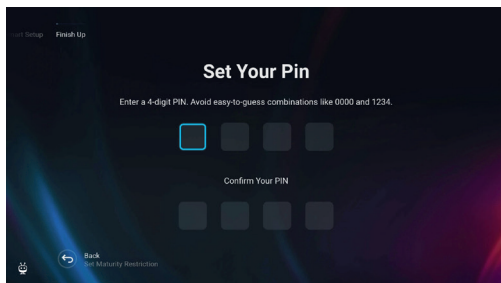 Setup Finish Up
Set Your Pin
Enter a 4-digit PIN. Avoid easy-to-guess combinations like 0000 and 1234.
Confirm Your PIN
Back
Set Maturity Restriction